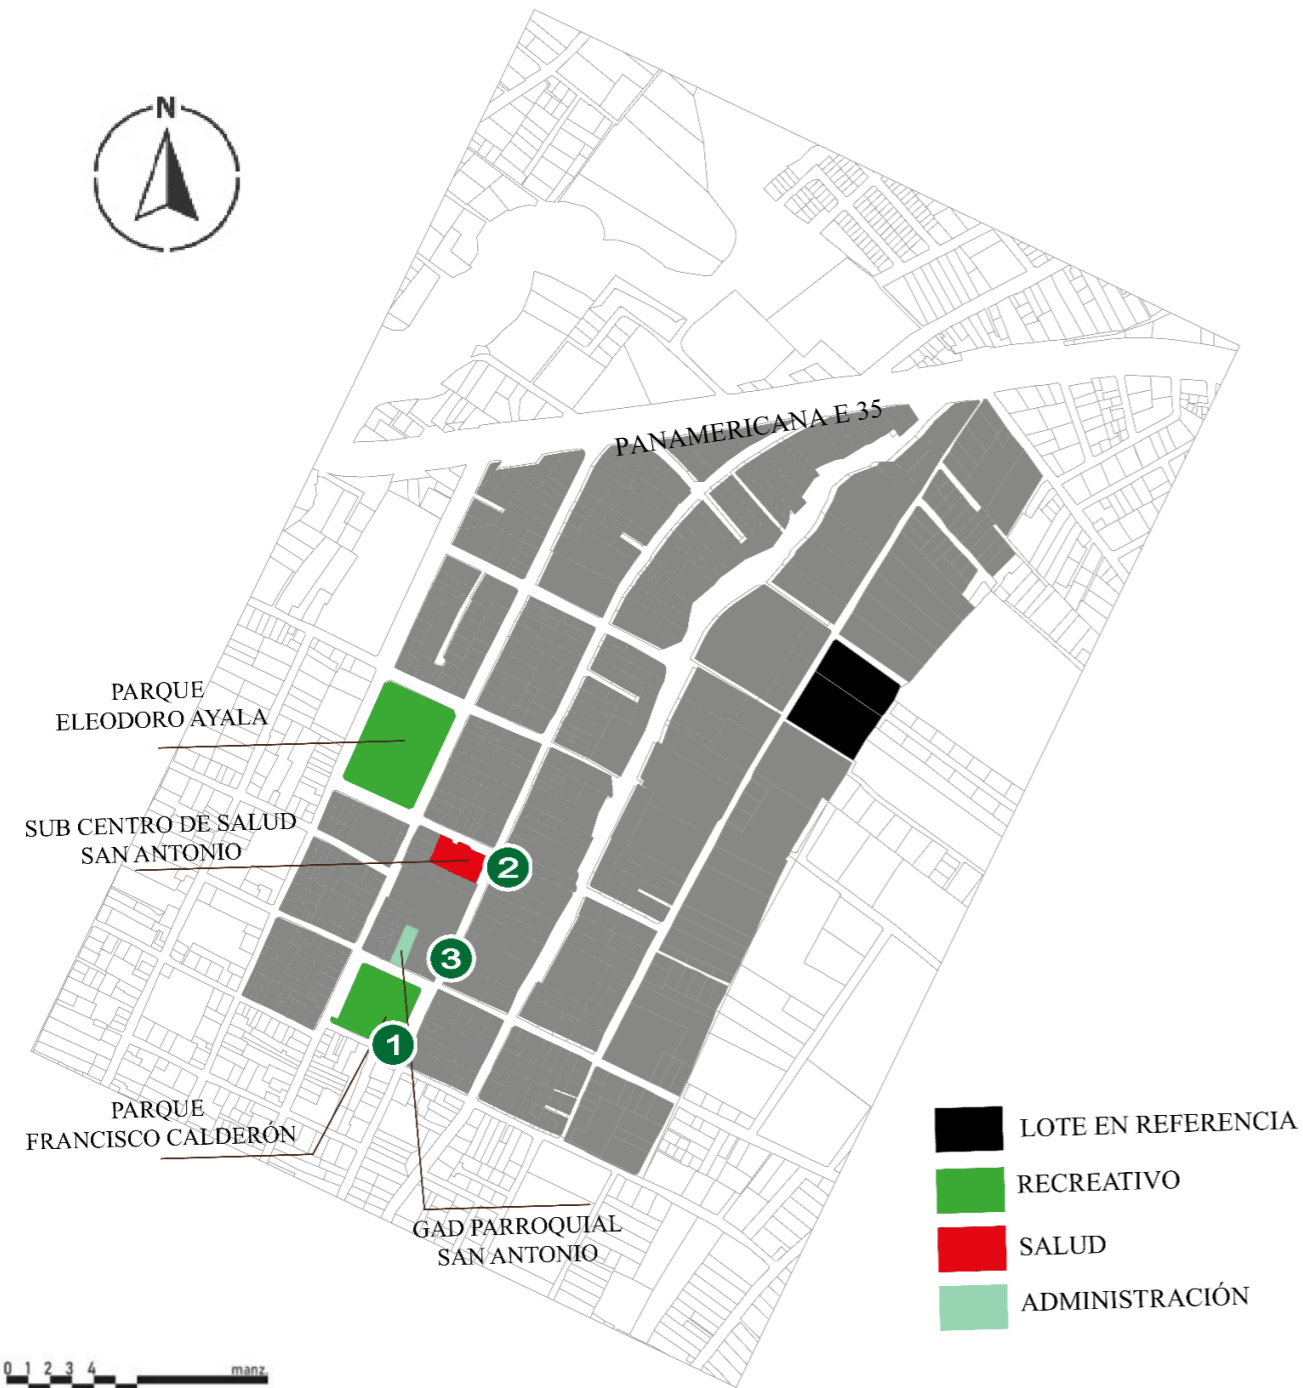 N
PANAMERICANA E 35
PARQUE
ELEODORO AYALA
SUB CENTRO DE SALUD
SAN ANTONIO
2
3
1
PARQUE
FRANCISCO CALDERÓN
GAD PARROQUIAL
SAN ANTONIO
LOTE EN REFERENCIA
RECREATIVO
SALUD
ADMINISTRACIÓN
0 1 2 3 4 manz.